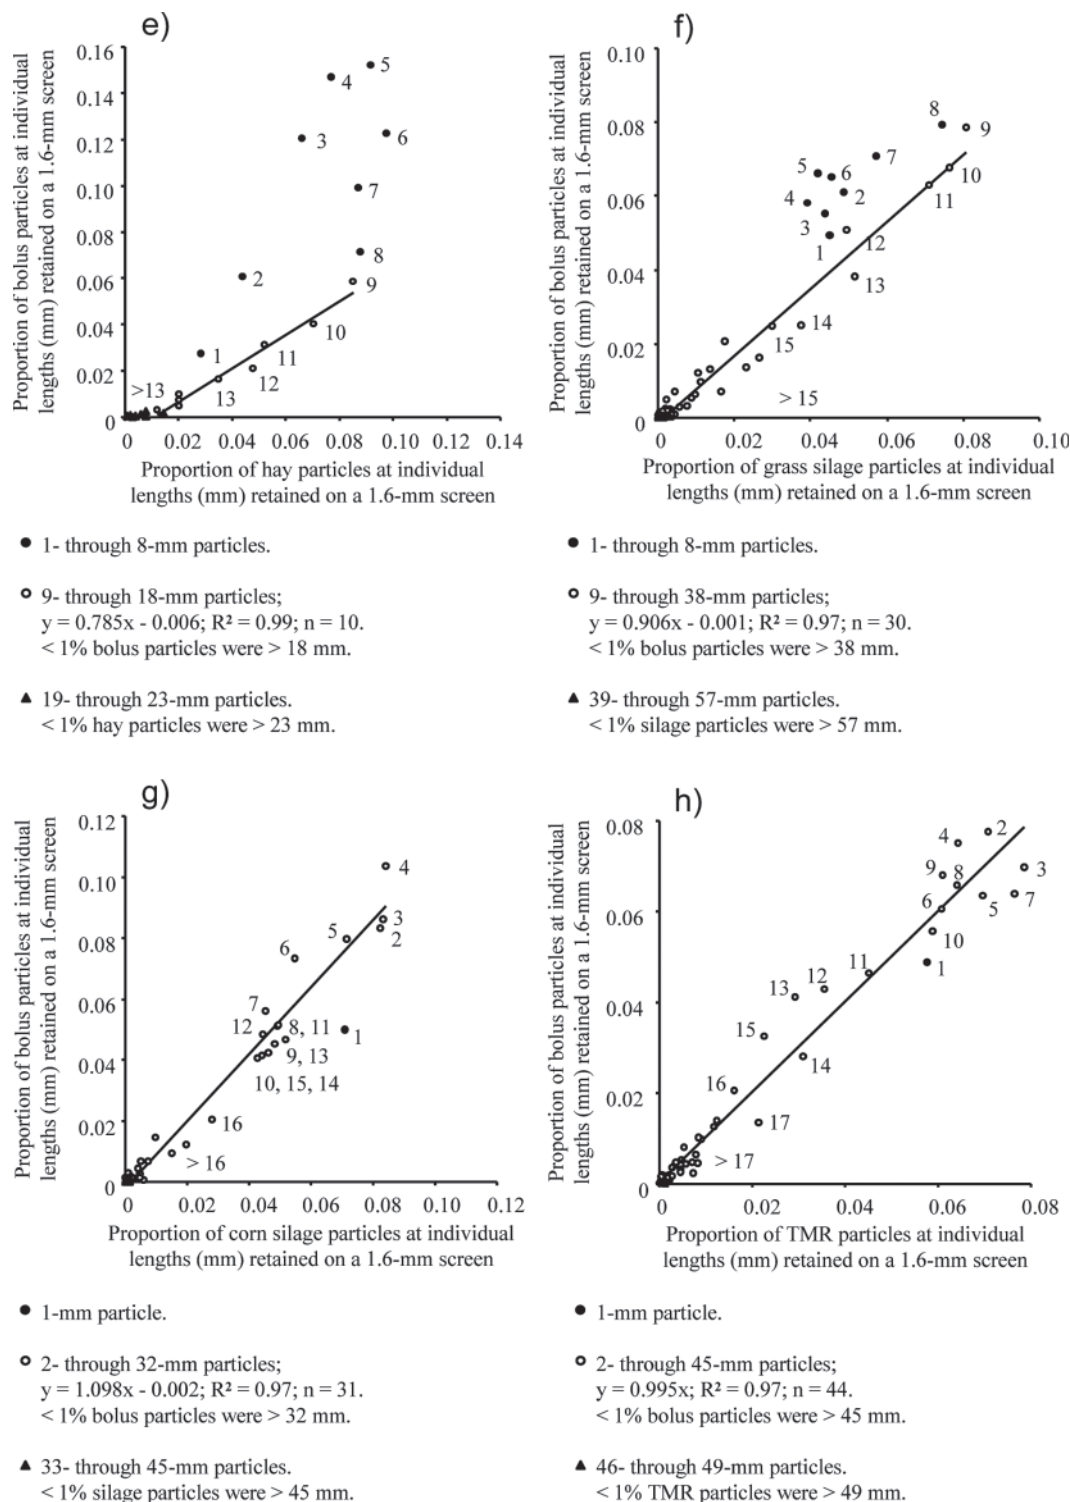 e)
Proportion of bolus particles at individual
lengths (mm) retained on a 1.6-mm screen
0.16
0.14
0.12
0.10
0.08
0.06
0.04
0.02
0
5
4
3
6
7
8
2
9
10
1
11
12
13
>13
0 0.02 0.04 0.06 0.08 0.10 0.12 0.14
Proportion of hay particles at individual
lengths (mm) retained on a 1.6-mm screen
● 1- through 8-mm particles.
○ 9- through 18-mm particles;
y = 0.785x - 0.006; R² = 0.99; n = 10.
< 1% bolus particles were > 18 mm.
▲ 19- through 23-mm particles.
< 1% hay particles were > 23 mm.
f)
Proportion of bolus particles at individual
lengths (mm) retained on a 1.6-mm screen
0.10
0.08
0.06
0.04
0.02
0
8
9
7
5
6
10
4
2
11
3
12
1
13
14
15
> 15
0 0.02 0.04 0.06 0.08 0.10
Proportion of grass silage particles at individual
lengths (mm) retained on a 1.6-mm screen
● 1- through 8-mm particles.
○ 9- through 38-mm particles;
y = 0.906x - 0.001; R² = 0.97; n = 30.
< 1% bolus particles were > 38 mm.
▲ 39- through 57-mm particles.
< 1% silage particles were > 57 mm.
g)
Proportion of bolus particles at individual
lengths (mm) retained on a 1.6-mm screen
0.12
0.10
0.08
0.06
0.04
0.02
0
4
3
2
5
6
7
12
8, 11
1
9, 13
10, 15, 14
16
> 16
0 0.02 0.04 0.06 0.08 0.10 0.12
Proportion of corn silage particles at individual
lengths (mm) retained on a 1.6-mm screen
● 1-mm particle.
○ 2- through 32-mm particles;
y = 1.098x - 0.002; R² = 0.97; n = 31.
< 1% bolus particles were > 32 mm.
▲ 33- through 45-mm particles.
< 1% silage particles were > 45 mm.
h)
Proportion of bolus particles at individual
lengths (mm) retained on a 1.6-mm screen
0.08
0.06
0.04
0.02
0
2
4
9
8
3
6
5
7
10
11
1
12
13
15
14
16
17
> 17
0 0.02 0.04 0.06 0.08
Proportion of TMR particles at individual
lengths (mm) retained on a 1.6-mm screen
● 1-mm particle.
○ 2- through 45-mm particles;
y = 0.995x; R² = 0.97; n = 44.
< 1% bolus particles were > 45 mm.
▲ 46- through 49-mm particles.
< 1% TMR particles were > 49 mm.